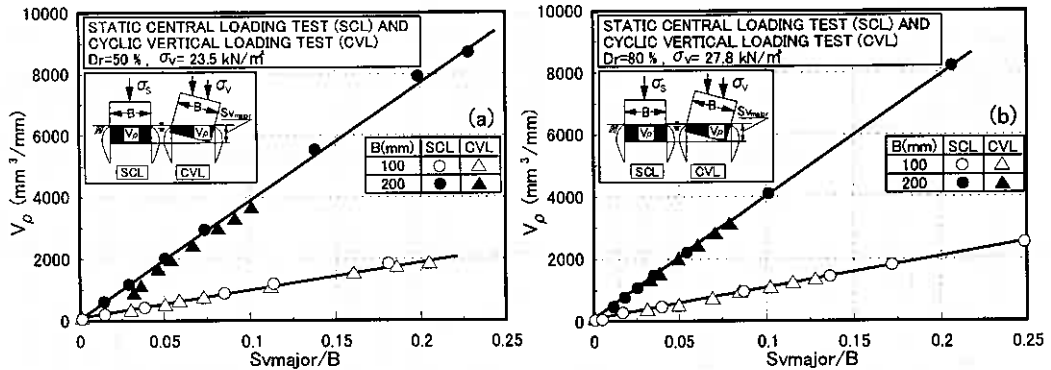 STATIC CENTRAL LOADING TEST (SCL) AND
CYCLIC VERTICAL LOADING TEST (CVL)
Dr=50 % , σv= 23.5 kN/m²
σs
σv
B
B
Svmajor
Vρ
Vρ
SCL
CVL
(a)
B(mm) SCL CVL
100
200
10000
8000
6000
4000
2000
0
Vρ (mm³/mm)
0 0.05 0.1 0.15 0.2 0.25
Svmajor/B
STATIC CENTRAL LOADING TEST (SCL) AND
CYCLIC VERTICAL LOADING TEST (CVL)
Dr=80 % , σv= 27.8 kN/m²
σs
σv
B
B
Svmajor
Vρ
Vρ
SCL
CVL
(b)
B(mm) SCL CVL
100
200
10000
8000
6000
4000
2000
0
Vρ (mm³/mm)
0 0.05 0.1 0.15 0.2 0.25
Svmajor/B